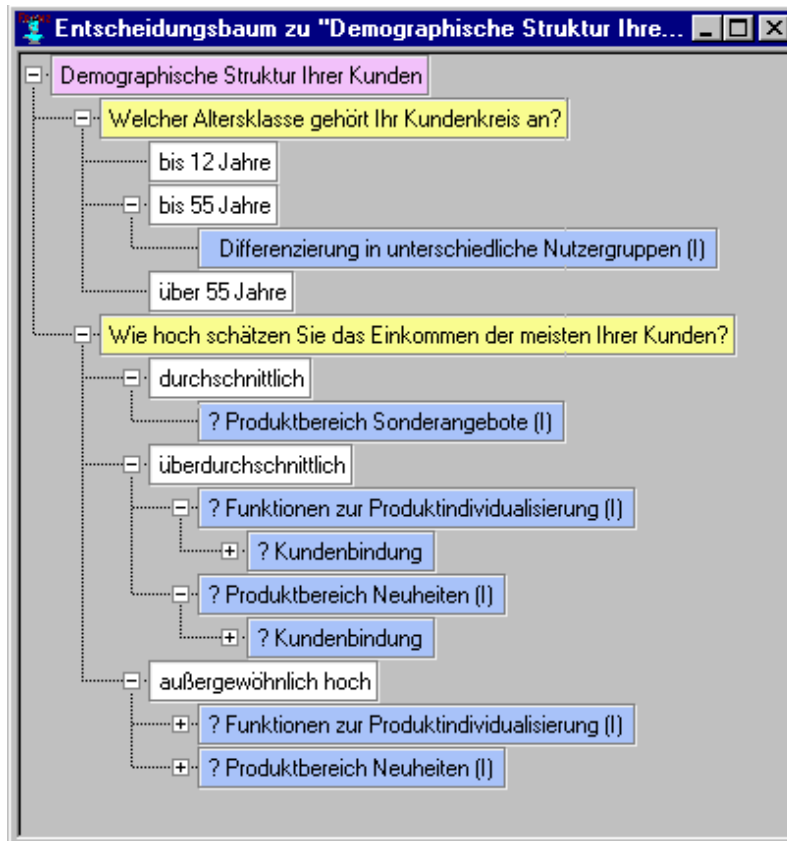 Entscheidungsbaum zu "Demographische Struktur Ihre...
Demographische Struktur Ihrer Kunden
Welcher Altersklasse gehört Ihr Kundenkreis an?
bis 12 Jahre
bis 55 Jahre
Differenzierung in unterschiedliche Nutzergruppen (I)
über 55 Jahre
Wie hoch schätzen Sie das Einkommen der meisten Ihrer Kunden?
durchschnittlich
? Produktbereich Sonderangebote (I)
überdurchschnittlich
? Funktionen zur Produktindividualisierung (I)
? Kundenbindung
? Produktbereich Neuheiten (I)
? Kundenbindung
außergewöhnlich hoch
? Funktionen zur Produktindividualisierung (I)
? Produktbereich Neuheiten (I)